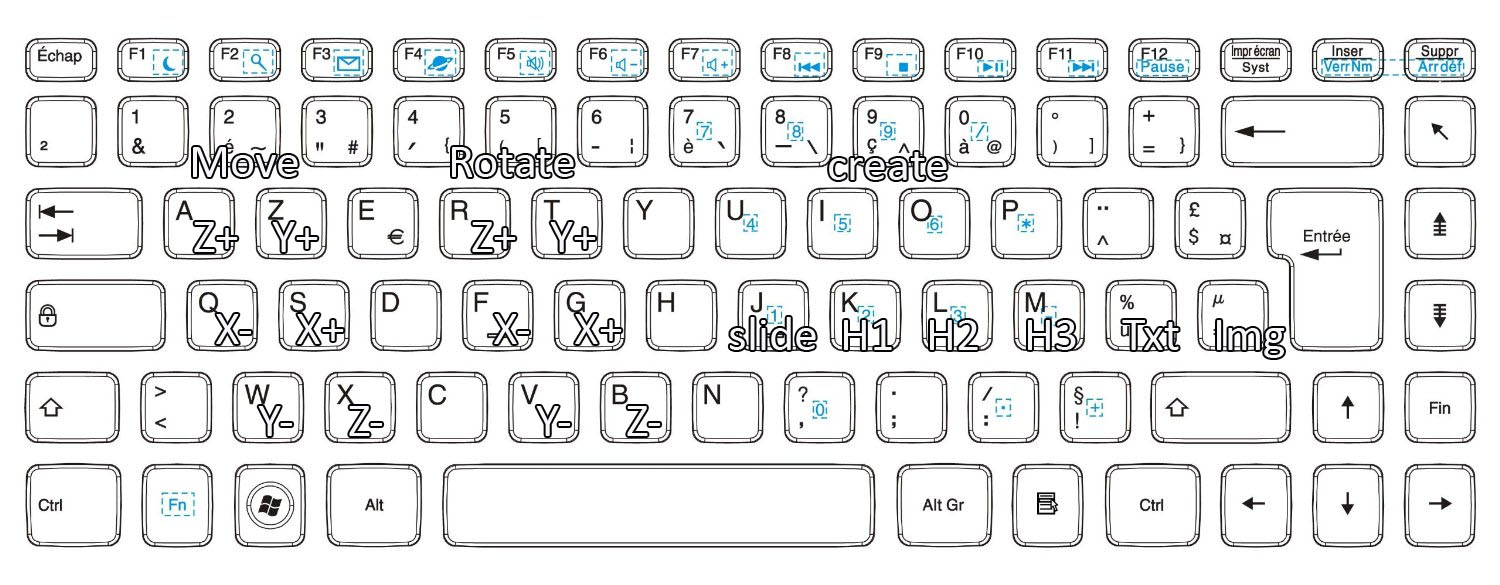 Échap F1 F2 F3 F4 F5 F6 F7 F8 F9 F10 F11 F12 Pause Impr écran Syst Inser VerrNm Suppr Arrdéf
² 1 & 2 é ~ 3 " # 4 ' { 5 ( [ 6 - ¦ 7 7 è ` 8 8 _ \ 9 9 ç ^ 0 / à @ ° ) ] + = }
Move Rotate create
A Z+ Z Y+ E € R Z+ T Y+ Y U 4 I 5 O 6 P * ¨ ^ £ $ ¤ Entrée
Q X- S X+ D F X- G X+ H J 1 K 2 L 3 M - % µ
slide H1 H2 H3 Txt Img
> < W Y- X Z- C V Y- B Z- N ? , 0 . ; / : . § ! + Fin
Ctrl Fn Alt Alt Gr Ctrl